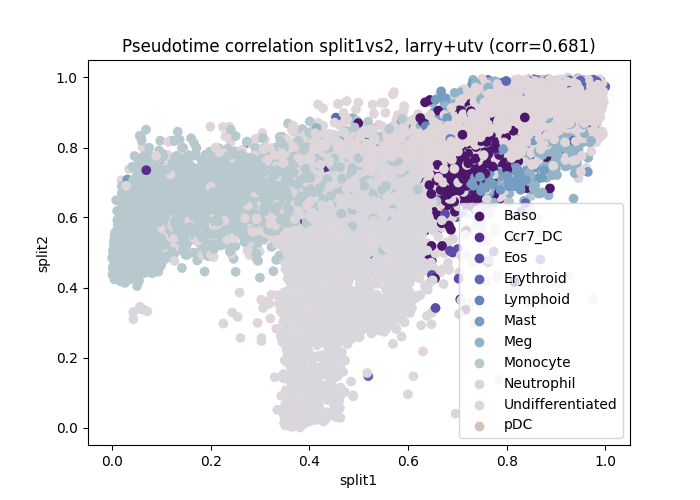 Pseudotime correlation split1vs2, larry+utv (corr=0.681)
split2
1.0
0.8
0.6
0.4
0.2
0.0
0.0 0.2 0.4 0.6 0.8 1.0
split1
Baso
Ccr7_DC
Eos
Erythroid
Lymphoid
Mast
Meg
Monocyte
Neutrophil
Undifferentiated
pDC